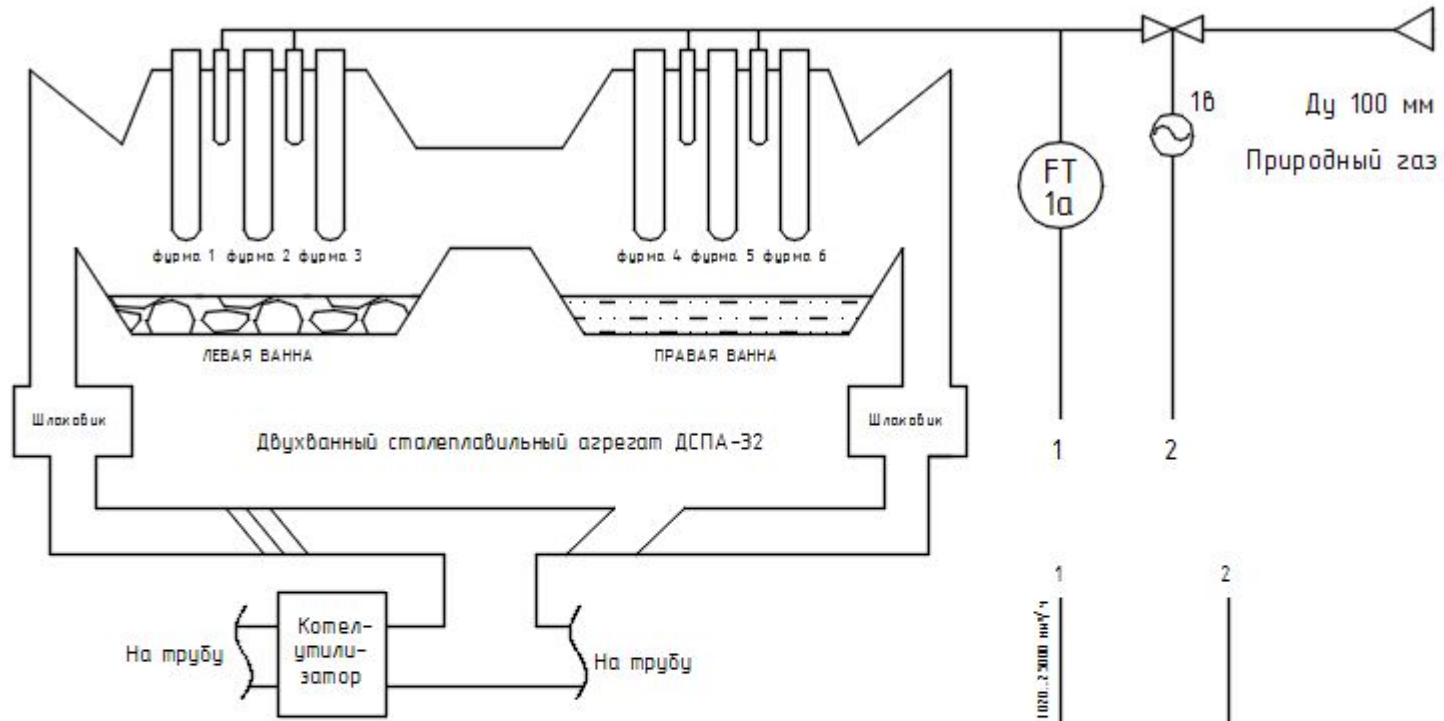 1в
Ду 100 мм
Природный газ
FT
1а
фурма 1 фурма 2 фурма 3
фурма 4 фурма 5 фурма 6
ЛЕВАЯ ВАННА
ПРАВАЯ ВАННА
Шлаковик
Шлаковик
Двухванный сталеплавильный агрегат ДСПА-32
1
2
1
2
Котел-
утили-
затор
На трубу
На трубу